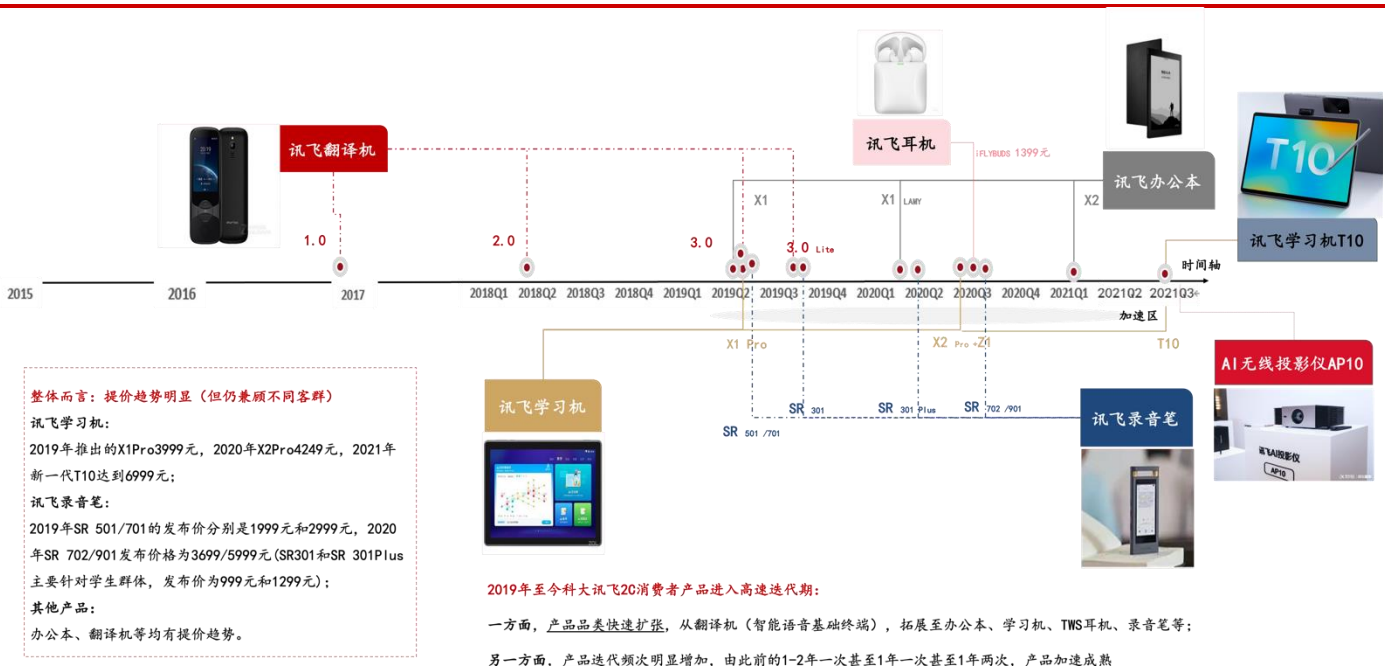 讯飞翻译机
讯飞耳机
iFLYBUDS 1399元
讯飞办公本
T10
讯飞学习机T10
X1
X1 LAMY
X2
1.0
2.0
3.0
3.0 Lite
时间轴
2015
2016
2017
2018Q1
2018Q2
2018Q3
2018Q4
2019Q1
2019Q2
2019Q3
2019Q4
2020Q1
2020Q2
2020Q3
2020Q4
2021Q1
2021Q2
2021Q3
加速区
X1 Pro
X2 Pro +Z1
T10
AI无线投影仪AP10
讯飞AI投影仪
AP10
讯飞学习机
SR 501 /701
SR 301
SR 301 Plus
SR 702 /901
讯飞录音笔
整体而言：提价趋势明显（但仍兼顾不同客群）
讯飞学习机：
2019年推出的X1Pro3999元，2020年X2Pro4249元，2021年
新一代T10达到6999元；
讯飞录音笔：
2019年SR 501/701的发布价分别是1999元和2999元，2020
年SR 702/901发布价格为3699/5999元(SR301和SR 301Plus
主要针对学生群体，发布价为999元和1299元)；
其他产品：
办公本、翻译机等均有提价趋势。
2019年至今科大讯飞2C消费者产品进入高速迭代期：
一方面，产品品类快速扩张，从翻译机（智能语音基础终端），拓展至办公本、学习机、TWS耳机、录音笔等；
另一方面，产品迭代频次明显增加，由此前的1-2年一次甚至1年一次甚至1年两次，产品加速成熟